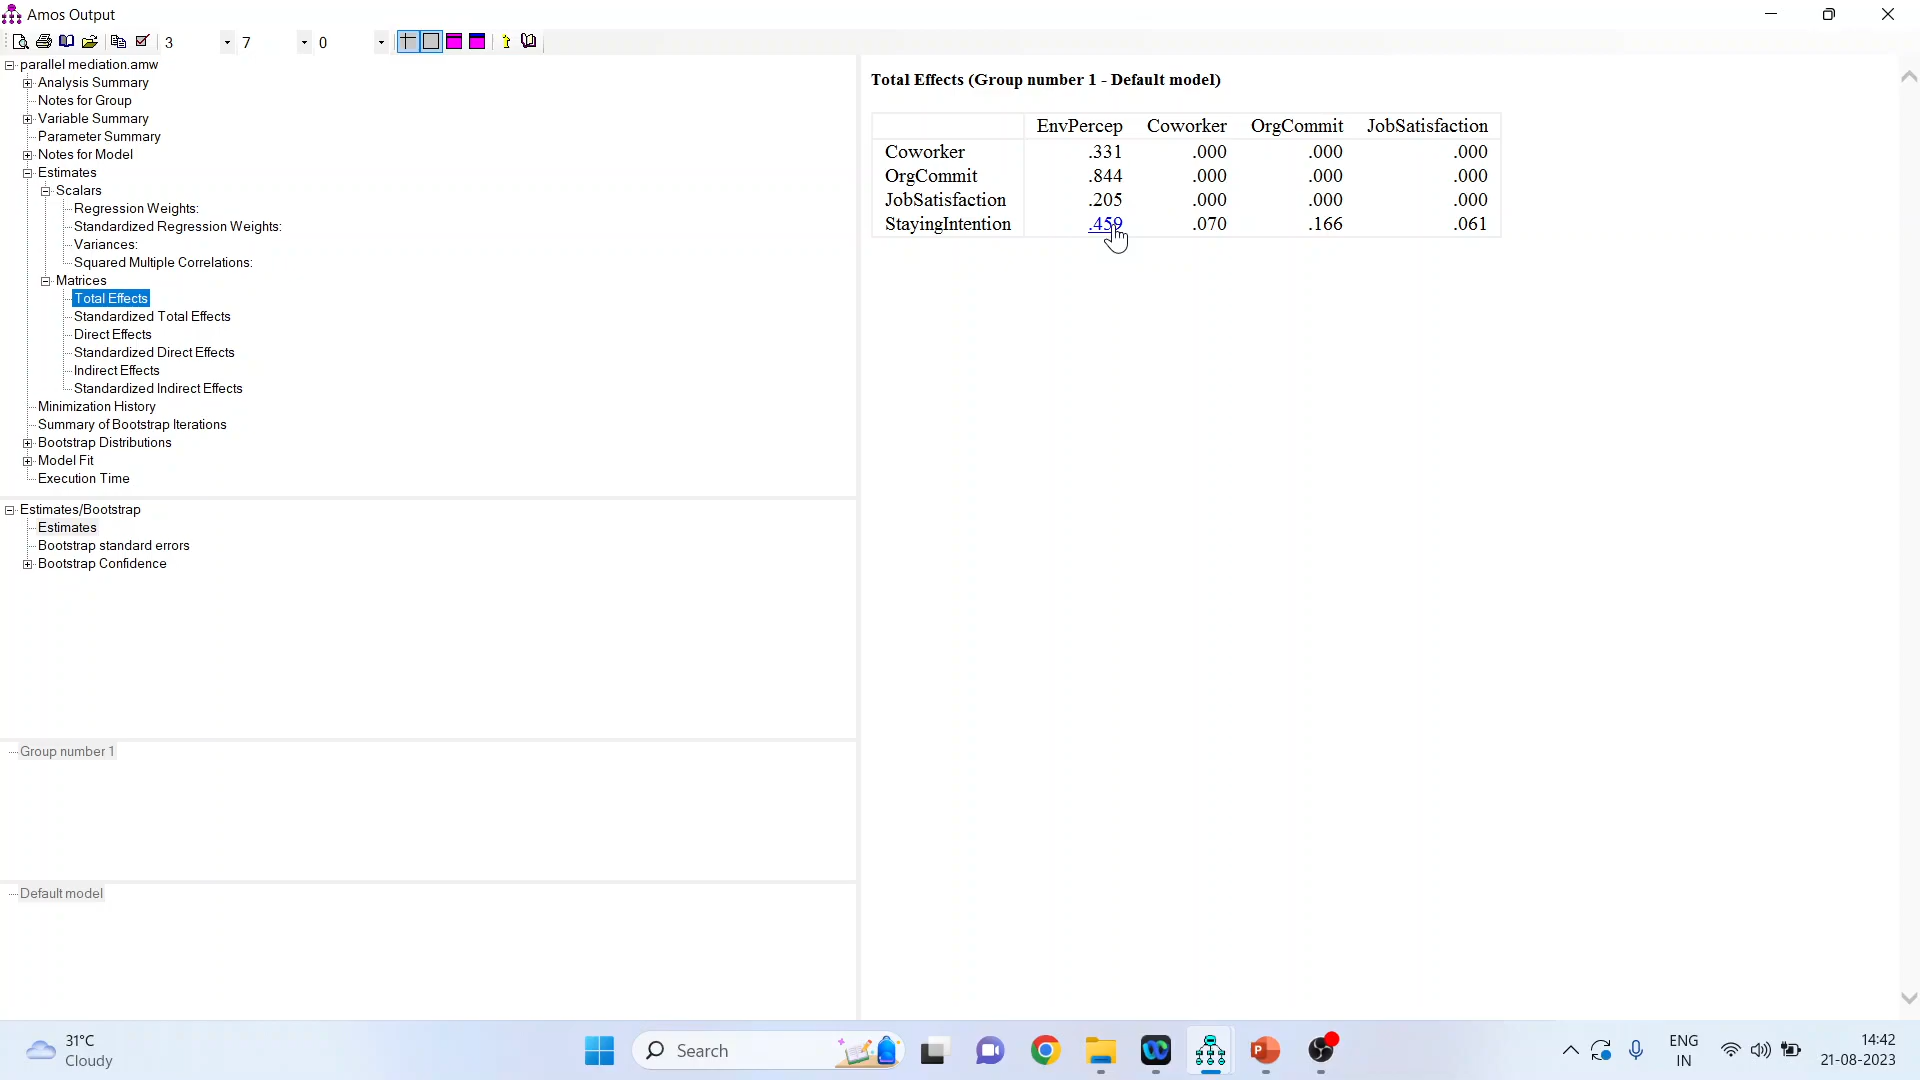 Amos Output
3 7 0
parallel mediation.amw
Analysis Summary
Notes for Group
Variable Summary
Parameter Summary
Notes for Model
Estimates
Scalars
Regression Weights:
Standardized Regression Weights:
Variances:
Squared Multiple Correlations:
Matrices
Total Effects
Standardized Total Effects
Direct Effects
Standardized Direct Effects
Indirect Effects
Standardized Indirect Effects
Minimization History
Summary of Bootstrap Iterations
Bootstrap Distributions
Model Fit
Execution Time
Estimates/Bootstrap
Estimates
Bootstrap standard errors
Bootstrap Confidence
Group number 1
Default model
Total Effects (Group number 1 - Default model)
EnvPercep Coworker OrgCommit JobSatisfaction
Coworker .331 .000 .000 .000
OrgCommit .844 .000 .000 .000
JobSatisfaction .205 .000 .000 .000
StayingIntention .459 .070 .166 .061
31°C
Cloudy
Search
ENG
IN
14:42
21-08-2023